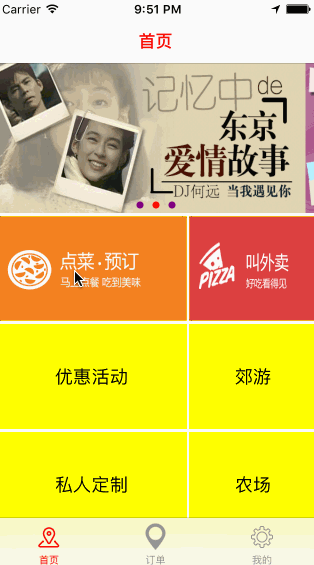 Carrier 9:51 PM
首页
记忆中de
东京
爱情故事
DJ何远 当我遇见你
点菜·预订
马上点餐 吃到美味
叫外卖
PIZZA
好吃看得见
优惠活动
郊游
私人定制
农场
首页
订单
我的